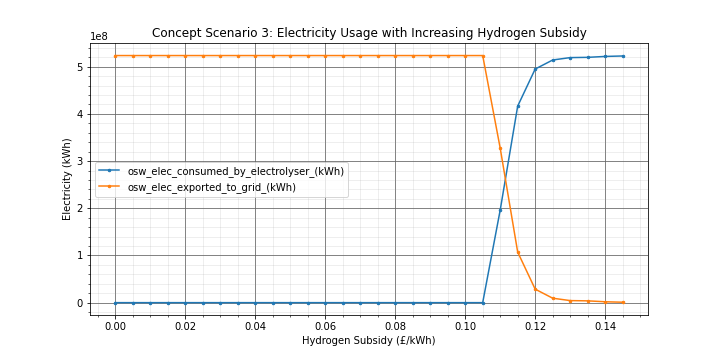 Concept Scenario 3: Electricity Usage with Increasing Hydrogen Subsidy
1e8
5
4
3
2
1
0
Electricity (kWh)
osw_elec_consumed_by_electrolyser_(kWh)
osw_elec_exported_to_grid_(kWh)
0.00 0.02 0.04 0.06 0.08 0.10 0.12 0.14
Hydrogen Subsidy (£/kWh)